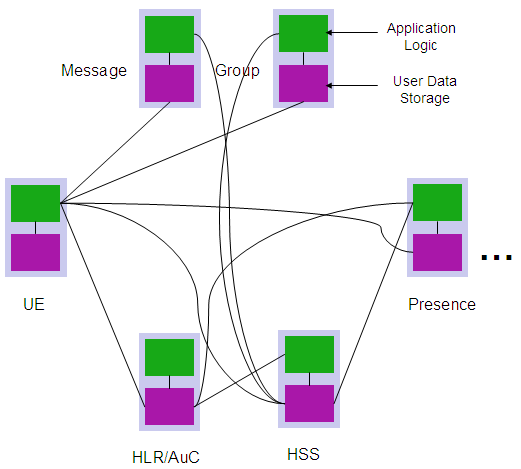 Application
Logic
Message
Group
User Data
Storage
UE
Presence
...
HLR/AuC
HSS